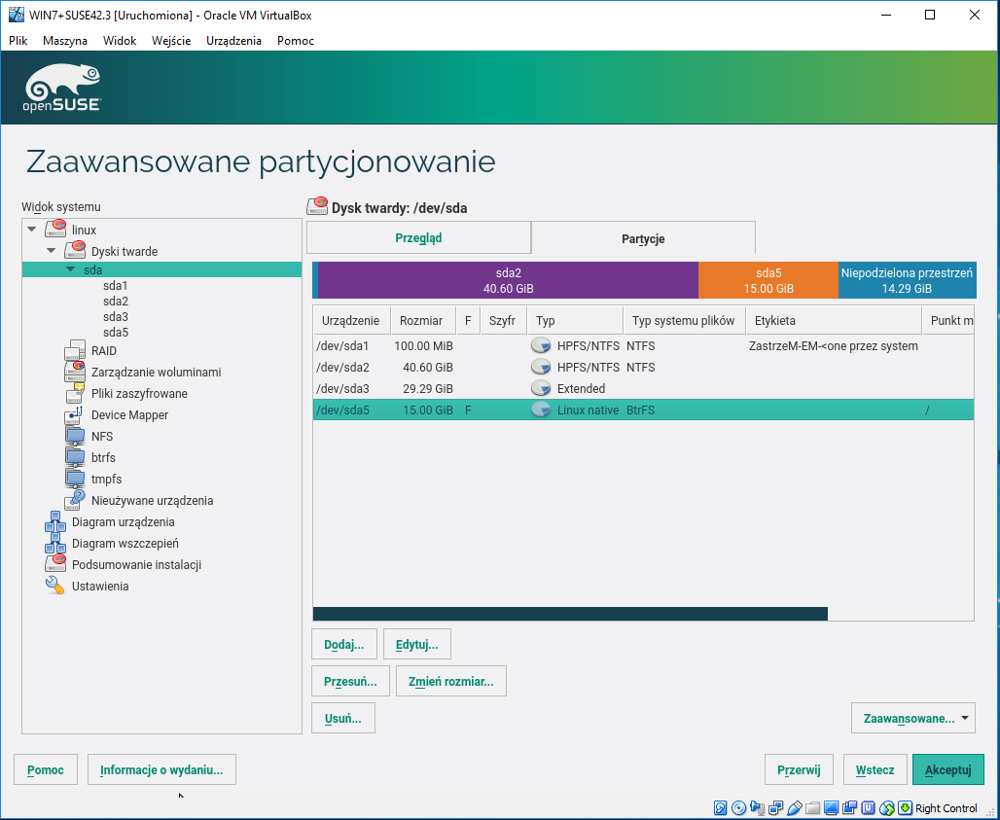 WIN7+SUSE42.3 [Uruchomiona] - Oracle VM VirtualBox
Plik Maszyna Widok Wejście Urządzenia Pomoc
openSUSE
Zaawansowane partycjonowanie
Widok systemu
linux
Dyski twarde
sda
sda1
sda2
sda3
sda5
RAID
Zarządzanie woluminami
Pliki zaszyfrowane
Device Mapper
NFS
btrfs
tmpfs
Nieużywane urządzenia
Diagram urządzenia
Diagram wszczepień
Podsumowanie instalacji
Ustawienia
Dysk twardy: /dev/sda
Przegląd Partycje
sda2 sda5 Niepodzielona przestrzeń
40.60 GiB 15.00 GiB 14.29 GiB
Urządzenie Rozmiar F Szyfr Typ Typ systemu plików Etykieta Punkt m
/dev/sda1 100.00 MiB HPFS/NTFS NTFS ZastrzeM-EM-<one przez system
/dev/sda2 40.60 GiB HPFS/NTFS NTFS
/dev/sda3 29.29 GiB Extended
/dev/sda5 15.00 GiB F Linux native BtrFS /
Dodaj... Edytuj...
Przesuń... Zmień rozmiar...
Usuń... Zaawansowane...
Pomoc Informacje o wydaniu... Przerwij Wstecz Akceptuj
Right Control